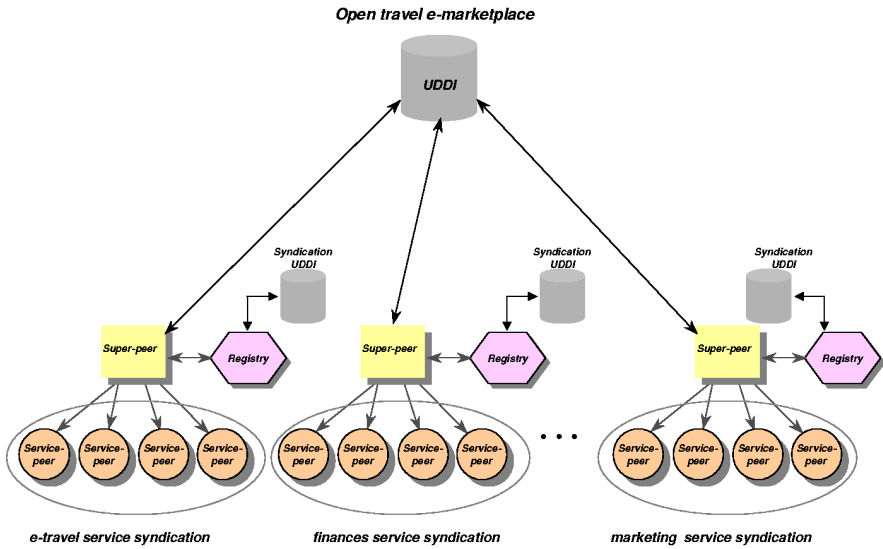 Open travel e-marketplace
UDDI
Syndication
UDDI
Syndication
UDDI
Syndication
UDDI
Super-peer
Registry
Super-peer
Registry
Super-peer
Registry
Service-
peer
Service-
peer
Service-
peer
Service-
peer
Service-
peer
Service-
peer
Service-
peer
Service-
peer
. . .
Service-
peer
Service-
peer
Service-
peer
Service-
peer
e-travel service syndication
finances service syndication
marketing service syndication